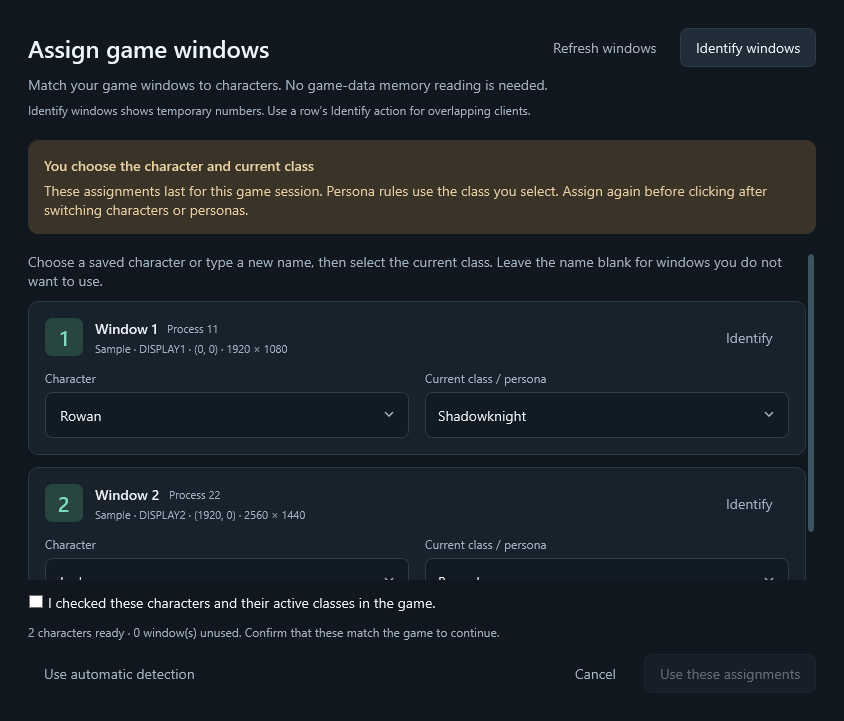 Assign game windows
Refresh windows
Identify windows
Match your game windows to characters. No game-data memory reading is needed.
Identify windows shows temporary numbers. Use a row's Identify action for overlapping clients.
You choose the character and current class
These assignments last for this game session. Persona rules use the class you select. Assign again before clicking after
switching characters or personas.
Choose a saved character or type a new name, then select the current class. Leave the name blank for windows you do not
want to use.
1
Window 1 Process 11
Identify
Sample · DISPLAY1 · (0, 0) · 1920 × 1080
Character
Current class / persona
Rowan
Shadowknight
2
Window 2 Process 22
Identify
Sample · DISPLAY2 · (1920, 0) · 2560 × 1440
Character
Current class / persona
I checked these characters and their active classes in the game.
2 characters ready · 0 window(s) unused. Confirm that these match the game to continue.
Use automatic detection
Cancel
Use these assignments